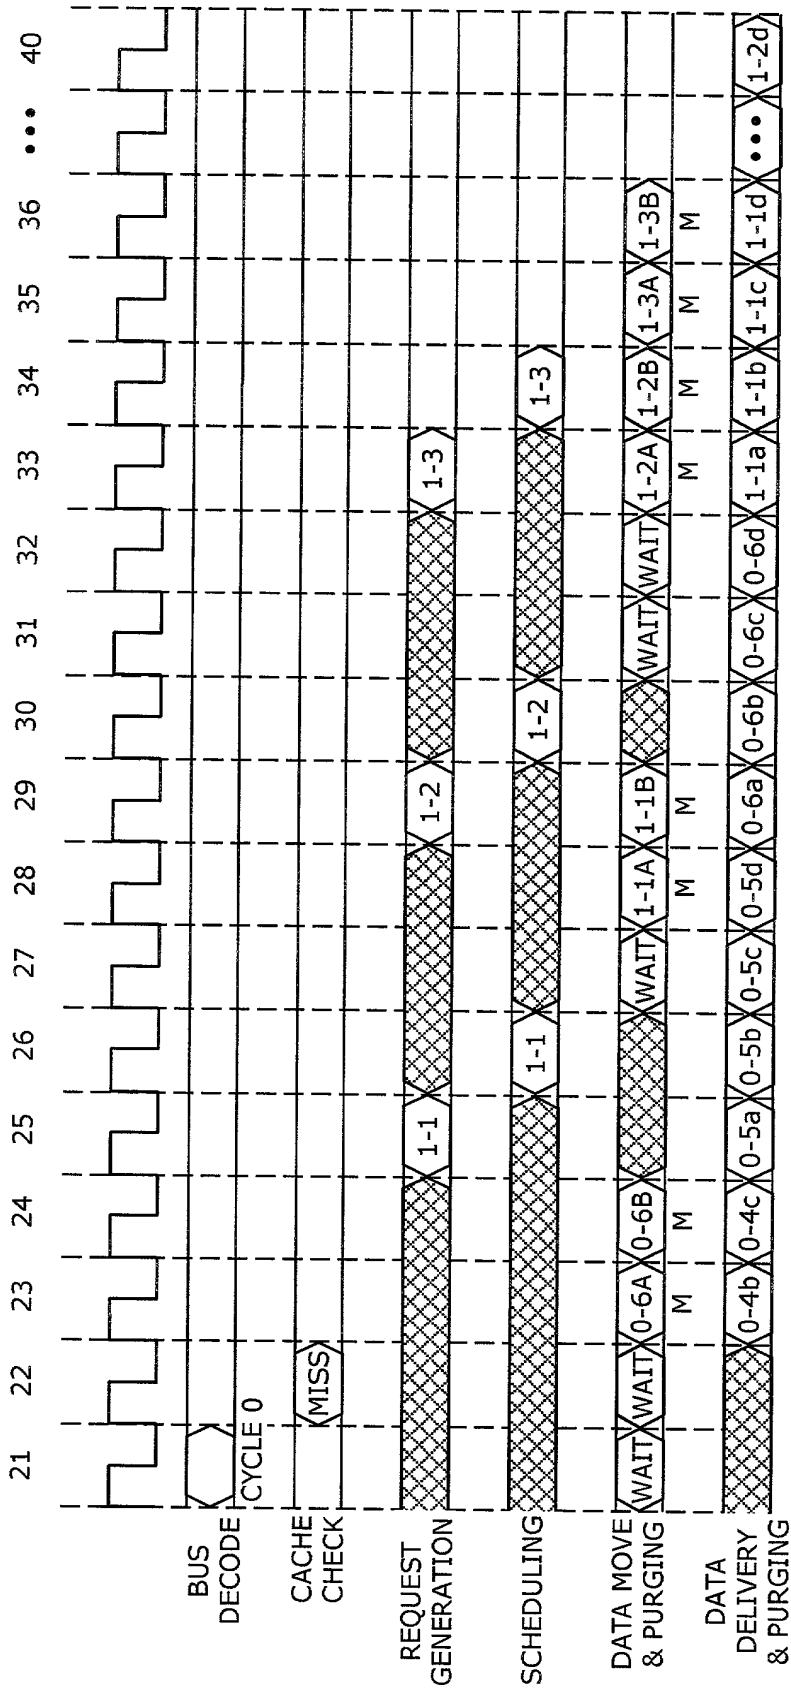 21 22 23 24 25 26 27 28 29 30 31 32 33 34 35 36 ••• 40
BUS
DECODE
CYCLE 0
CACHE
CHECK
MISS
REQUEST
GENERATION
1-1 1-2 1-3
SCHEDULING
1-1 1-2 1-3
DATA MOVE
& PURGING
WAIT WAIT 0-6A 0-6B WAIT 1-1A 1-1B WAIT WAIT 1-2A 1-2B 1-3A 1-3B
M M M M M M M M
DATA
DELIVERY
& PURGING
0-4b 0-4c 0-5a 0-5b 0-5c 0-5d 0-6a 0-6b 0-6c 0-6d 1-1a 1-1b 1-1c 1-1d ••• 1-2d